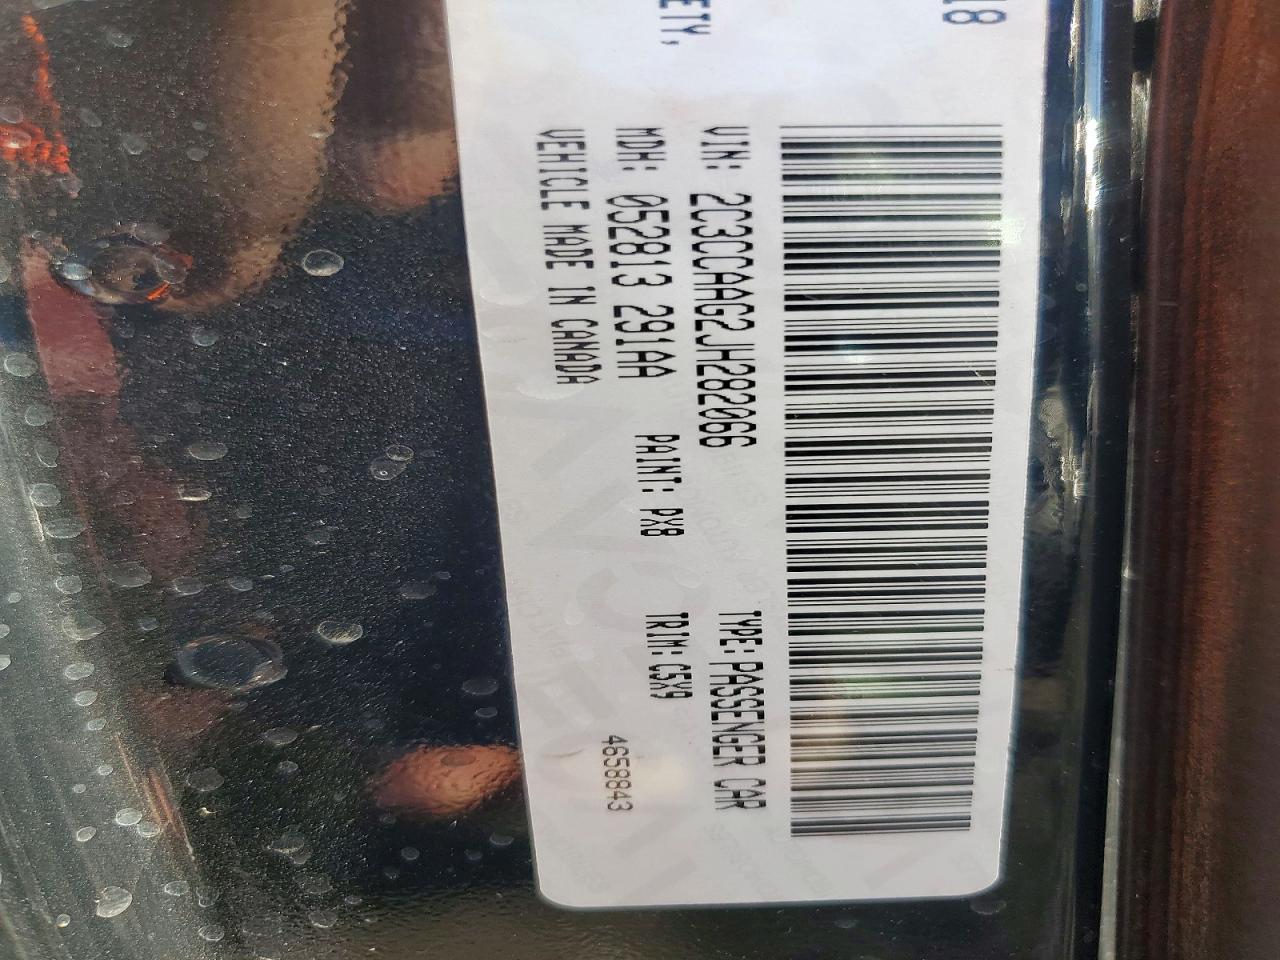 18
ETY,
VIN: 2C3CCAAG2JH282066
TYPE: PASSENGER CAR
MDH: 052813 291AA
PAINT: PX8
TRIM: C5X9
VEHICLE MADE IN CANADA
4658843